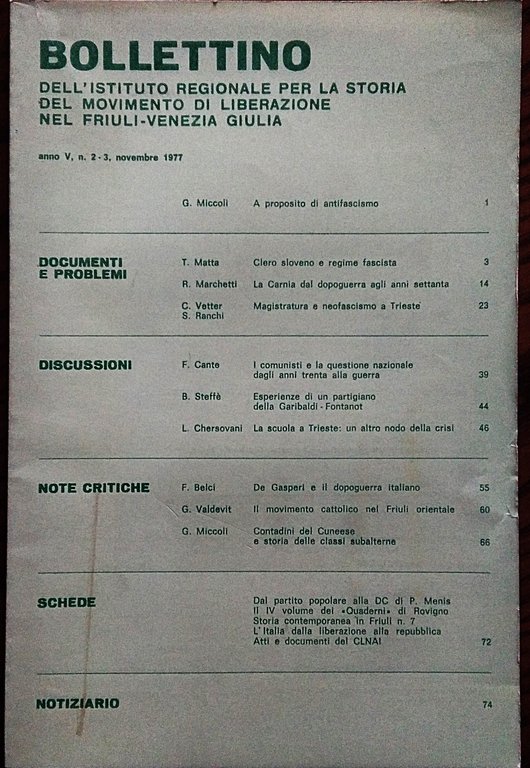 BOLLETTINO
DELL'ISTITUTO REGIONALE PER LA STORIA
DEL MOVIMENTO DI LIBERAZIONE
NEL FRIULI-VENEZIA GIULIA
anno V, n. 2-3, novembre 1977
G. Miccoli A proposito di antifascismo 1
DOCUMENTI
E PROBLEMI
T. Matta Clero sloveno e regime fascista 3
R. Marchetti La Carnia dal dopoguerra agli anni settanta 14
C. Vetter Magistratura e neofascismo a Trieste 23
S. Ranchi
DISCUSSIONI F. Cante I comunisti e la questione nazionale
dagli anni trenta alla guerra 39
B. Steffè Esperienze di un partigiano
della Garibaldi-Fontanot 44
L. Chersovani La scuola a Trieste: un altro nodo della crisi 46
NOTE CRITICHE F. Belci De Gasperi e il dopoguerra italiano 55
G. Valdevit Il movimento cattolico nel Friuli orientale 60
G. Miccoli Contadini del Cuneese
e storia delle classi subalterne 66
SCHEDE Dal partito popolare alla DC di P. Menis
Il IV volume dei «Quaderni» di Rovigno
Storia contemporanea in Friuli n. 7
L'Italia dalla liberazione alla repubblica
Atti e documenti del CLNAI 72
NOTIZIARIO 74